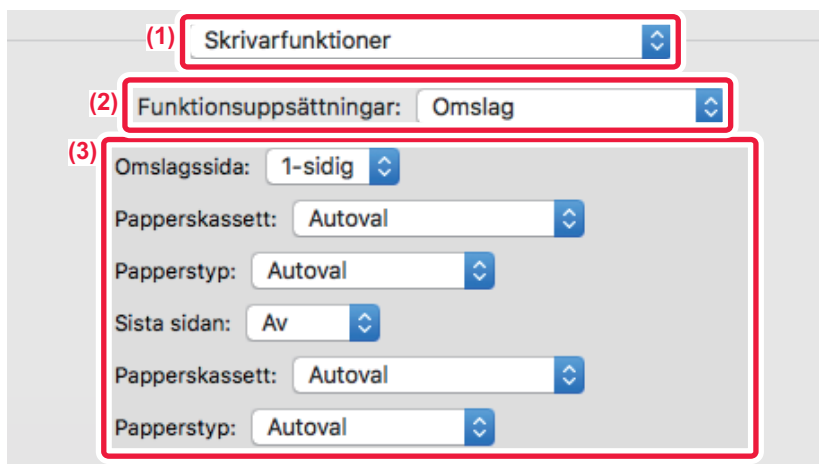 (1) Skrivarfunktioner
(2) Funktionsuppsättningar: Omslag
(3)
Omslagssida: 1-sidig
Papperskassett: Autoval
Papperstyp: Autoval
Sista sidan: Av
Papperskassett: Autoval
Papperstyp: Autoval